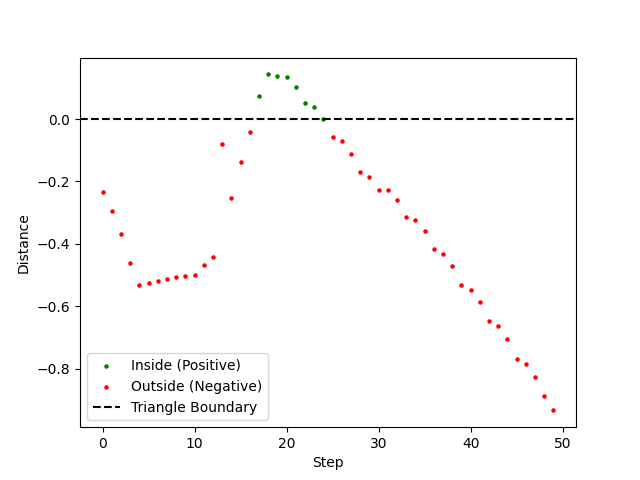 0.0
−0.2
−0.4
−0.6
−0.8
Distance
Inside (Positive)
Outside (Negative)
Triangle Boundary
0 10 20 30 40 50
Step